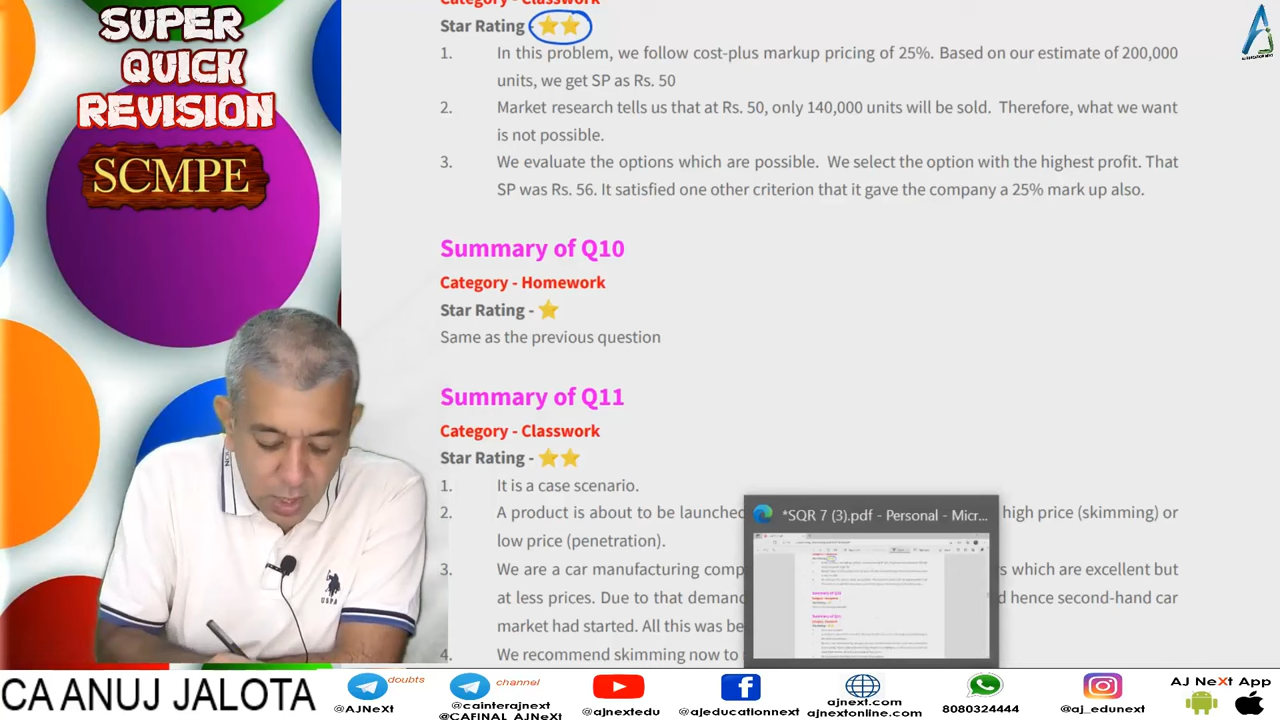 SUPER
QUICK
REVISION
SCMPE
Category - Classwork
Star Rating -
1. In this problem, we follow cost-plus markup pricing of 25%. Based on our estimate of 200,000
units, we get SP as Rs. 50
2. Market research tells us that at Rs. 50, only 140,000 units will be sold. Therefore, what we want
is not possible.
3. We evaluate the options which are possible. We select the option with the highest profit. That
SP was Rs. 56. It satisfied one other criterion that it gave the company a 25% mark up also.
Summary of Q10
Category - Homework
Star Rating -
Same as the previous question
Summary of Q11
Category - Classwork
Star Rating -
1. It is a case scenario.
2. A product is about to be launched high price (skimming) or
low price (penetration).
3. We are a car manufacturing comp s which are excellent but
at less prices. Due to that demand d hence second-hand car
market had started. All this was be
4. We recommend skimming now to
*SQR 7 (3).pdf - Personal - Micr...
USPA
CA ANUJ JALOTA
doubts
@AJNeXt
channel
@cainterajnext
@CAFINAL_AJNeXt
@ajnextedu
@ajeducationnext
ajnext.com
ajnextonline.com
8080324444
@aj_edunext
AJ NeXt App